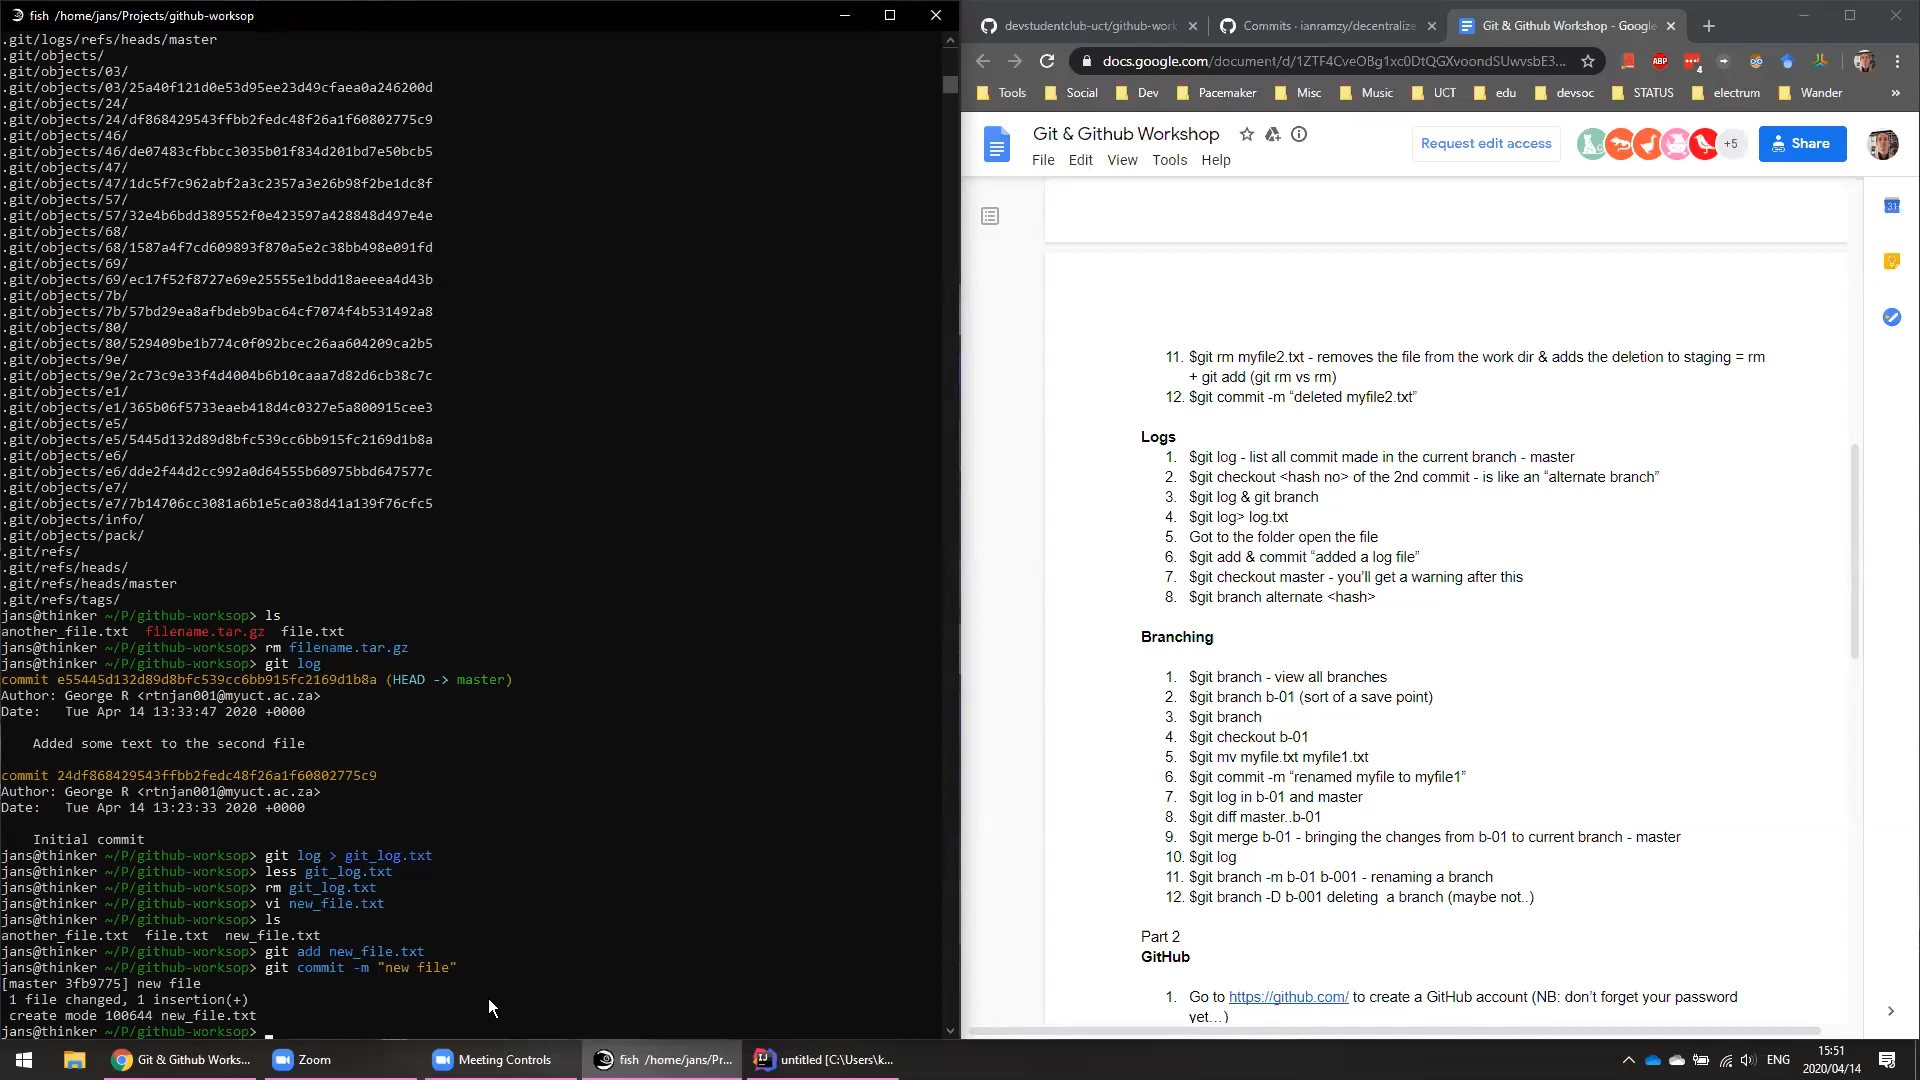 fish /home/jans/Projects/github-worksop
.git/logs/refs/heads/master
.git/objects/
.git/objects/03/
.git/objects/03/25a40f121d0e53d95ee23d49cfaea0a246200d
.git/objects/24/
.git/objects/24/df868429543ffbb2fedc48f26a1f60802775c9
.git/objects/46/
.git/objects/46/de07483cfbbcc3035b01f834d201bd7e50bcb5
.git/objects/47/
.git/objects/47/1dc5f7c962abf2a3c2357a3e26b98f2be1dc8f
.git/objects/57/
.git/objects/57/32e4b6bdd389552f0e423597a428848d497e4e
.git/objects/68/
.git/objects/68/1587a4f7cd609893f870a5e2c38bb498e091fd
.git/objects/69/
.git/objects/69/ec17f52f8727e69e25555e1bdd18aeeea4d43b
.git/objects/7b/
.git/objects/7b/57bd29ea8afbdeb9bac64cf7074f4b531492a8
.git/objects/80/
.git/objects/80/529409be1b774c0f092bcec26aa604209ca2b5
.git/objects/9e/
.git/objects/9e/2c73c9e33f4d4004b6b10caaa7d82d6cb38c7c
.git/objects/e1/
.git/objects/e1/365b06f5733eaeb418d4c0327e5a800915cee3
.git/objects/e5/
.git/objects/e5/5445d132d89d8bfc539cc6bb915fc2169d1b8a
.git/objects/e6/
.git/objects/e6/dde2f44d2cc992a0d64555b60975bbd647577c
.git/objects/e7/
.git/objects/e7/7b14706cc3081a6b1e5ca038d41a139f76cfc5
.git/objects/info/
.git/objects/pack/
.git/refs/
.git/refs/heads/
.git/refs/heads/master
.git/refs/tags/
jans@thinker ~/P/github-worksop> ls
another_file.txt filename.tar.gz file.txt
jans@thinker ~/P/github-worksop> rm filename.tar.gz
jans@thinker ~/P/github-worksop> git log
commit e55445d132d89d8bfc539cc6bb915fc2169d1b8a (HEAD -> master)
Author: George R <rtnjan001@myuct.ac.za>
Date: Tue Apr 14 13:33:47 2020 +0000
Added some text to the second file
commit 24df868429543ffbb2fedc48f26a1f60802775c9
Author: George R <rtnjan001@myuct.ac.za>
Date: Tue Apr 14 13:23:33 2020 +0000
Initial commit
jans@thinker ~/P/github-worksop> git log > git_log.txt
jans@thinker ~/P/github-worksop> less git_log.txt
jans@thinker ~/P/github-worksop> rm git_log.txt
jans@thinker ~/P/github-worksop> vi new_file.txt
jans@thinker ~/P/github-worksop> ls
another_file.txt file.txt new_file.txt
jans@thinker ~/P/github-worksop> git add new_file.txt
jans@thinker ~/P/github-worksop> git commit -m "new file"
[master 3fb9775] new file
1 file changed, 1 insertion(+)
create mode 100644 new_file.txt
jans@thinker ~/P/github-worksop>
devstudentclub-uct/github-work
Commits · ianramzy/decentralize
Git & Github Workshop - Google
docs.google.com/document/d/1ZTF4CveOBg1xc0DtQGXvoondSUwvsbE3...
ABP
4
Tools Social Dev Pacemaker Misc Music UCT edu devsoc STATUS electrum Wander »
Git & Github Workshop
File Edit View Tools Help
Request edit access
+5
Share
31
11. $git rm myfile2.txt - removes the file from the work dir & adds the deletion to staging = rm
+ git add (git rm vs rm)
12. $git commit -m “deleted myfile2.txt”
Logs
1. $git log - list all commit made in the current branch - master
2. $git checkout <hash no> of the 2nd commit - is like an “alternate branch”
3. $git log & git branch
4. $git log> log.txt
5. Got to the folder open the file
6. $git add & commit “added a log file”
7. $git checkout master - you’ll get a warning after this
8. $git branch alternate <hash>
Branching
1. $git branch - view all branches
2. $git branch b-01 (sort of a save point)
3. $git branch
4. $git checkout b-01
5. $git mv myfile.txt myfile1.txt
6. $git commit -m “renamed myfile to myfile1”
7. $git log in b-01 and master
8. $git diff master..b-01
9. $git merge b-01 - bringing the changes from b-01 to current branch - master
10. $git log
11. $git branch -m b-01 b-001 - renaming a branch
12. $git branch -D b-001 deleting a branch (maybe not..)
Part 2
GitHub
1. Go to https://github.com/ to create a GitHub account (NB: don’t forget your password
yet…)
Git & Github Works...
Zoom
Meeting Controls
fish /home/jans/Pr...
untitled [C:\Users\k...
ENG
15:51
2020/04/14